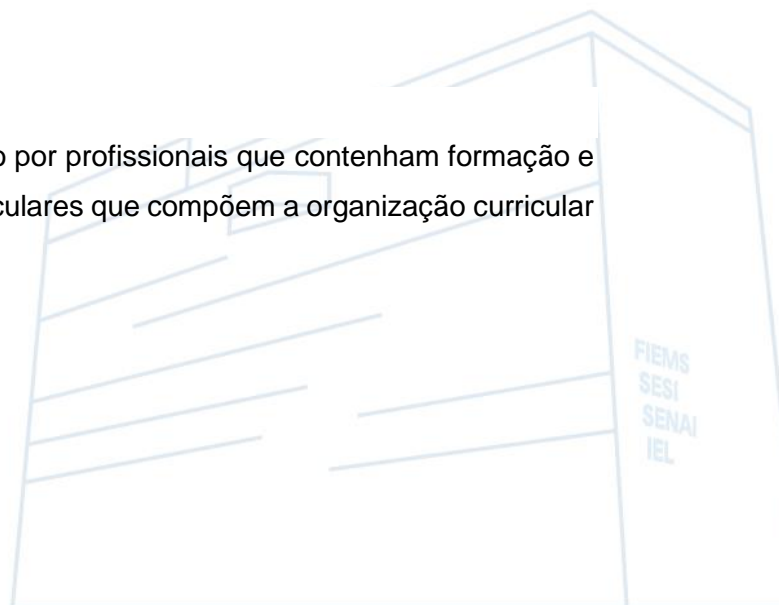 o por profissionais que contenham formação e
culares que compõem a organização curricular
FIEMS
SESI
SENAI
IEL